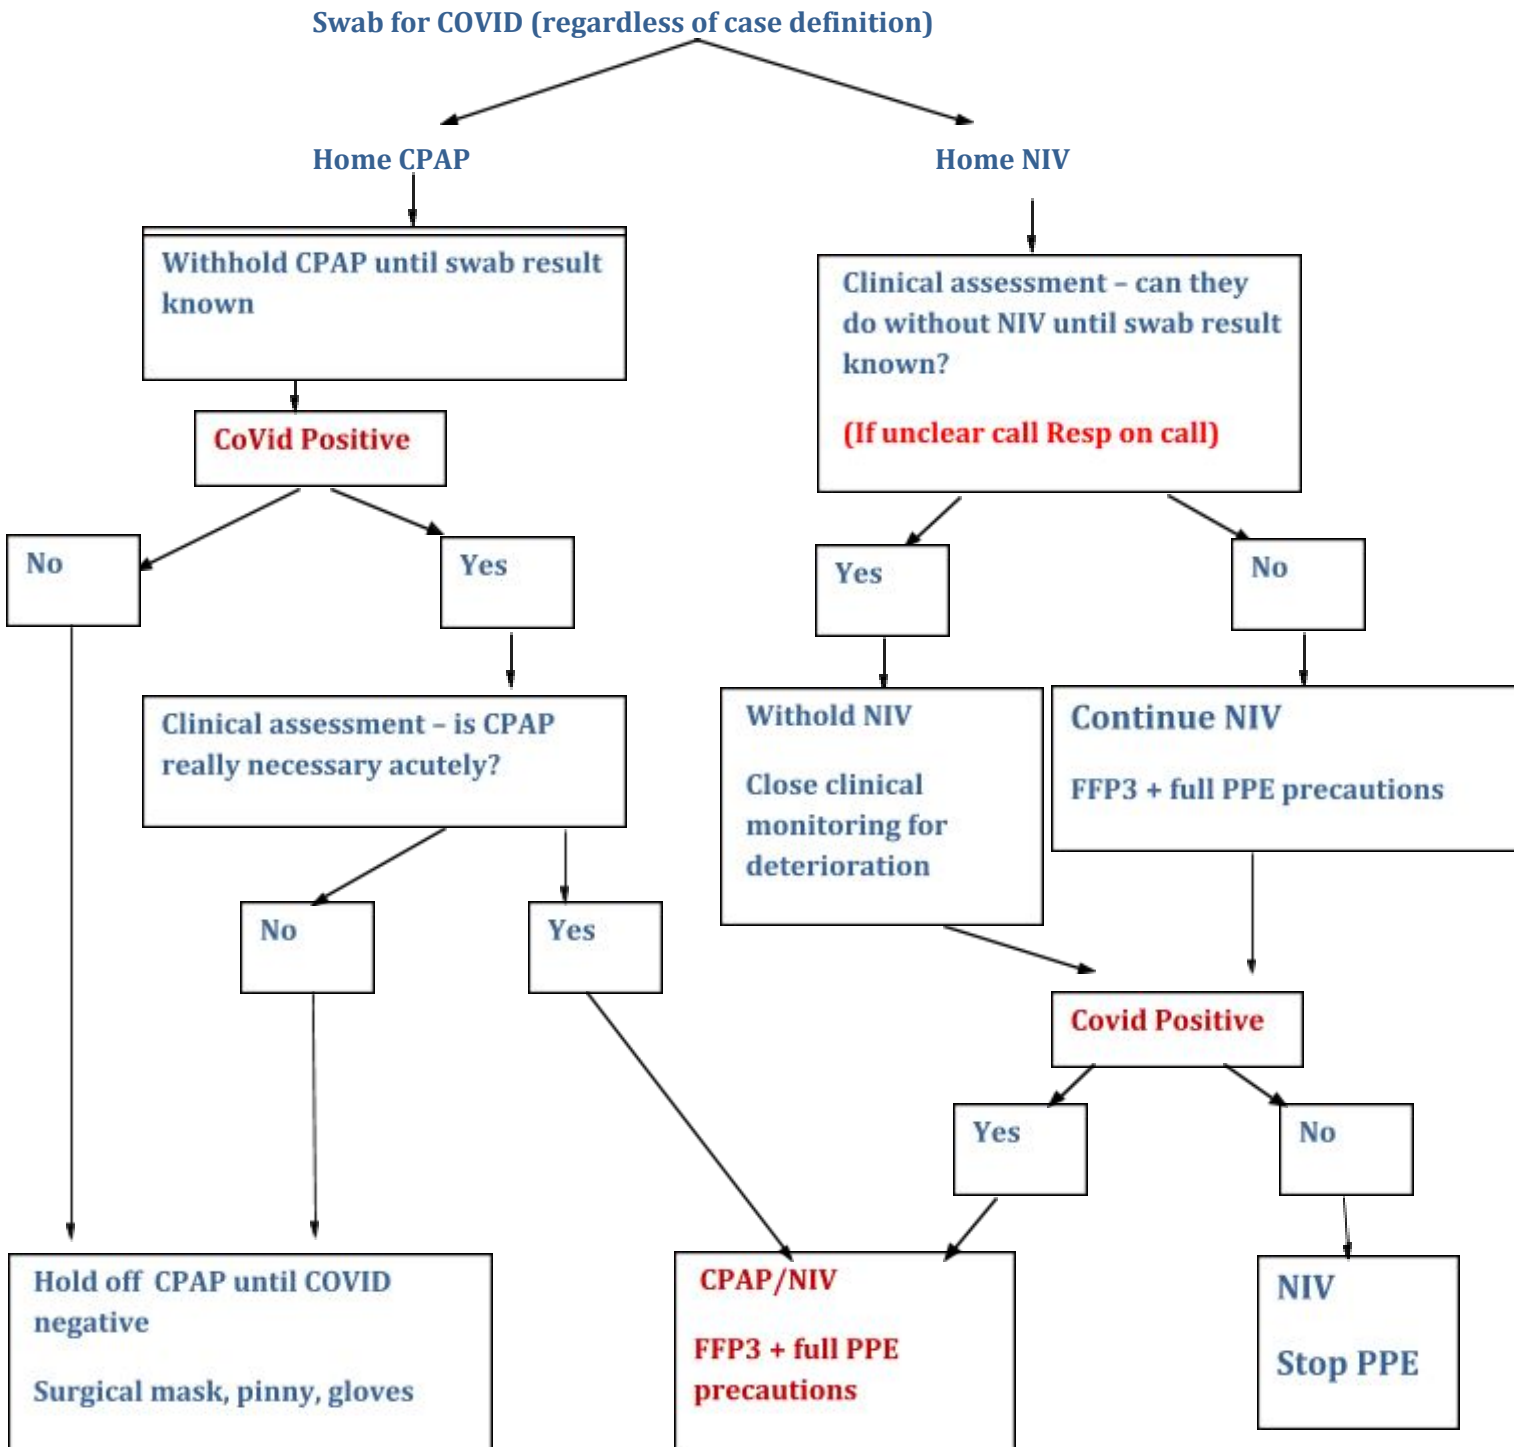 Swab for COVID (regardless of case definition)
Home CPAP
Home NIV
Withhold CPAP until swab result
known
Clinical assessment – can they
do without NIV until swab result
known?
(If unclear call Resp on call)
CoVid Positive
No
Yes
Yes
No
Clinical assessment – is CPAP
really necessary acutely?
Withold NIV
Close clinical
monitoring for
deterioration
Continue NIV
FFP3 + full PPE precautions
No
Yes
Covid Positive
Yes
No
Hold off CPAP until COVID
negative
Surgical mask, pinny, gloves
CPAP/NIV
FFP3 + full PPE
precautions
NIV
Stop PPE